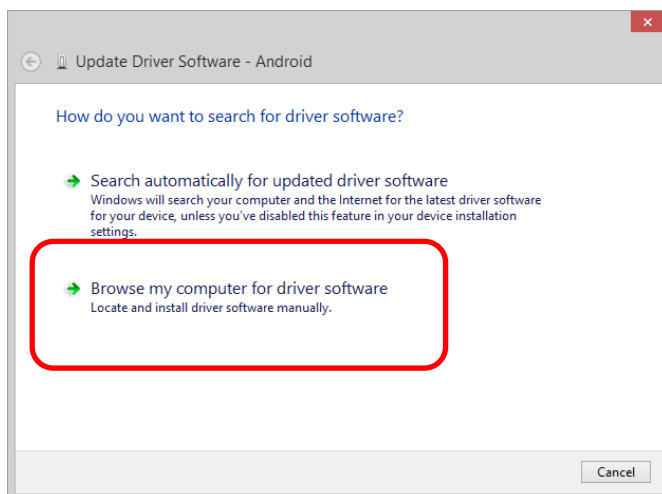 Update Driver Software - Android
How do you want to search for driver software?
Search automatically for updated driver software
Windows will search your computer and the Internet for the latest driver software
for your device, unless you've disabled this feature in your device installation
settings.
Browse my computer for driver software
Locate and install driver software manually.
Cancel